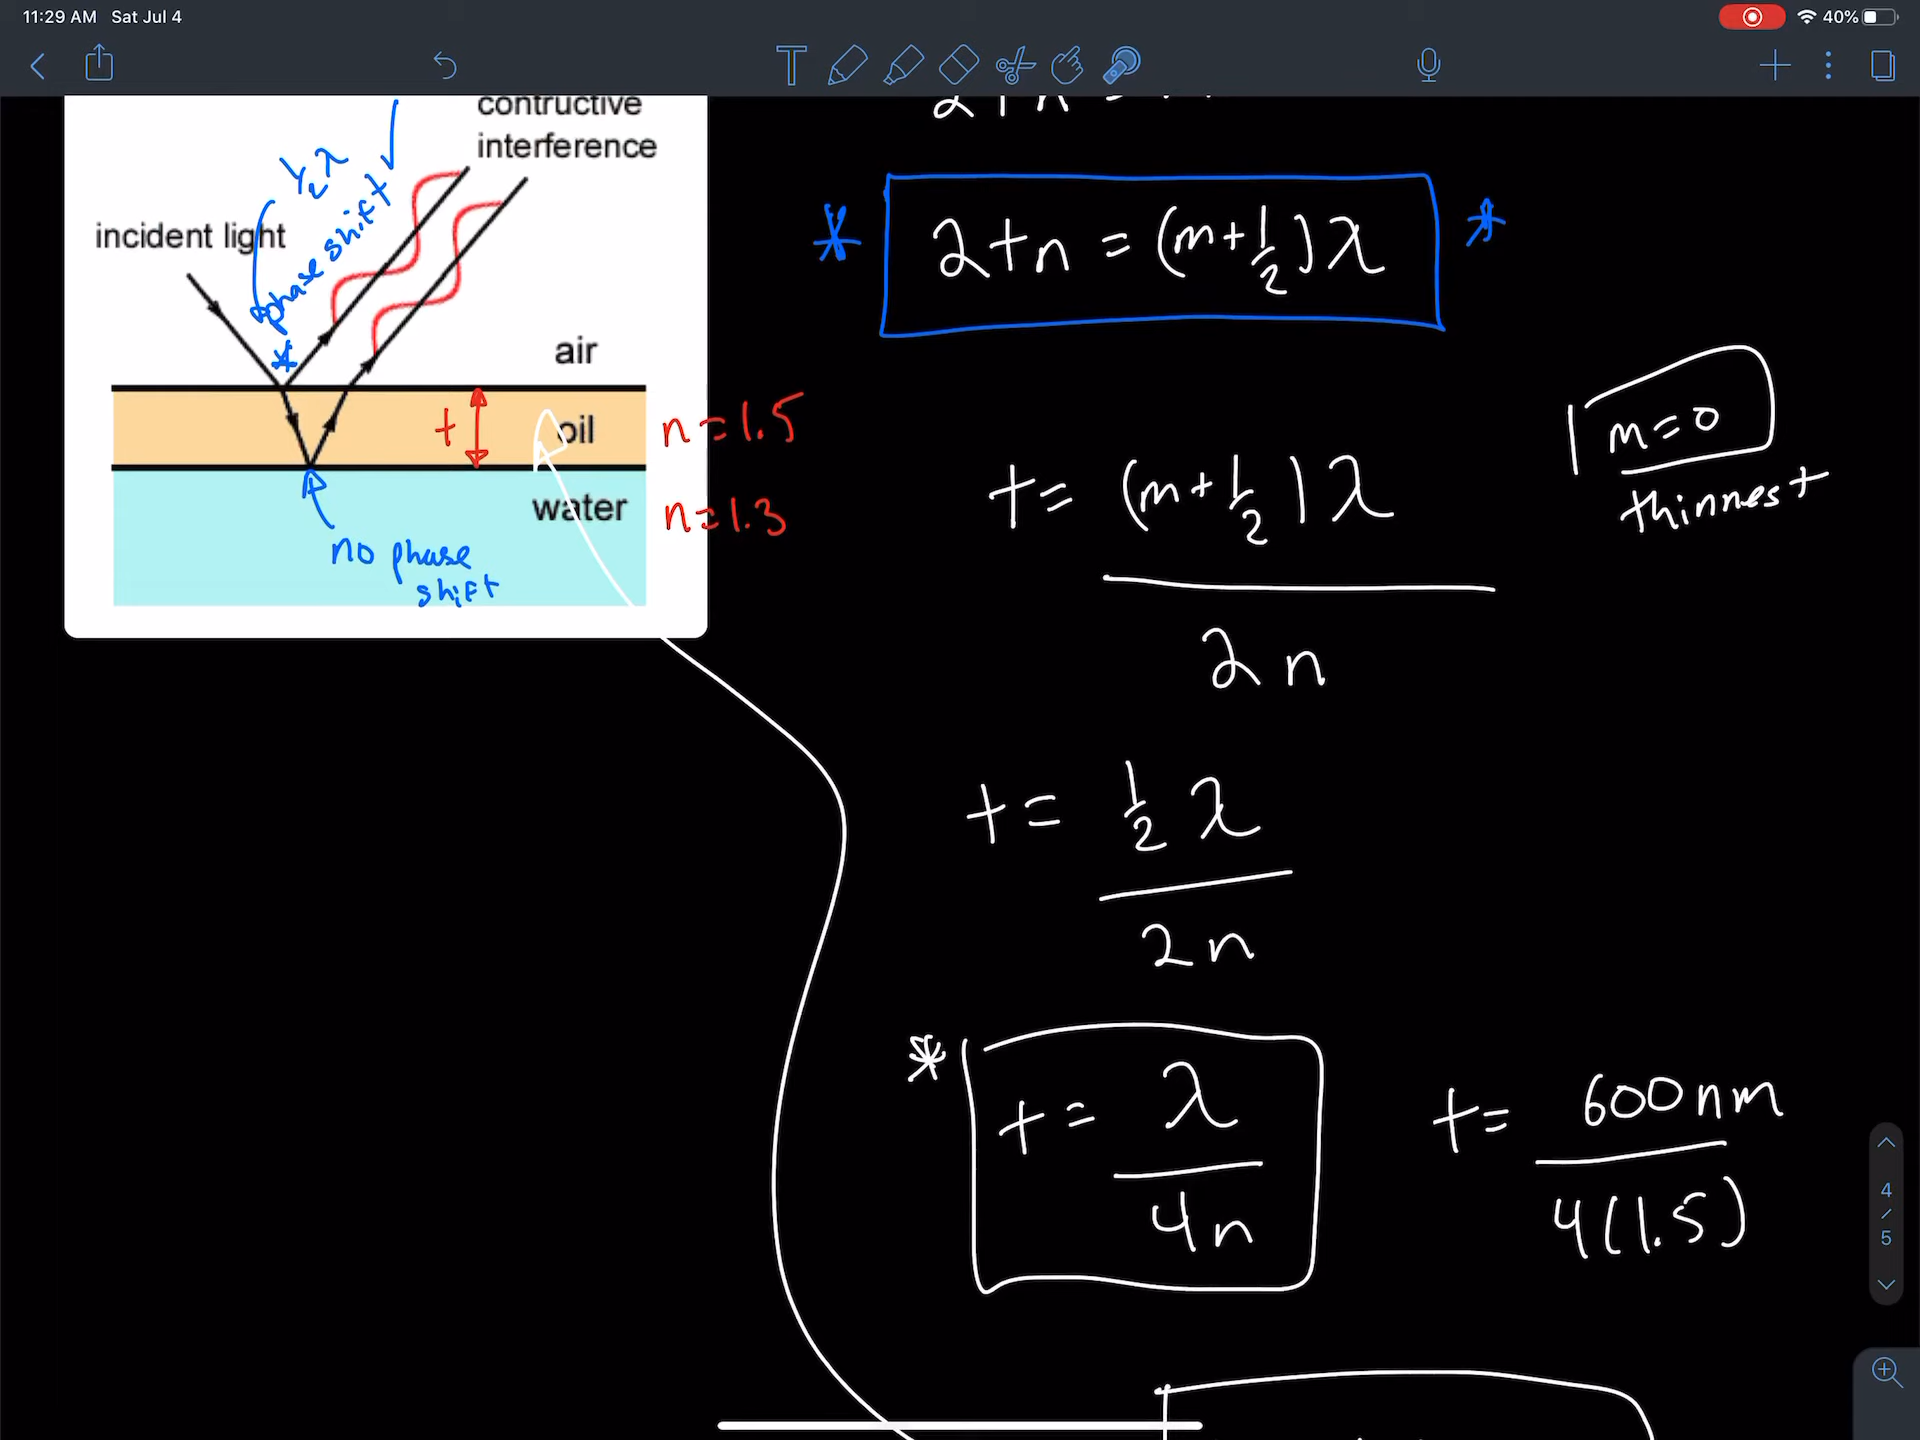 11:29 AM Sat Jul 4
40%
T
contructive
interference
½λ
phase shift
incident light
air
t
oil
n=1.5
water
n=1.3
no phase
shift
* 2tn = (m+½)λ *
m=0
thinnest
t= (m+½)λ
2n
t= ½λ
2n
* t= λ
4n
t= 600nm
4(1.5)
4
/
5